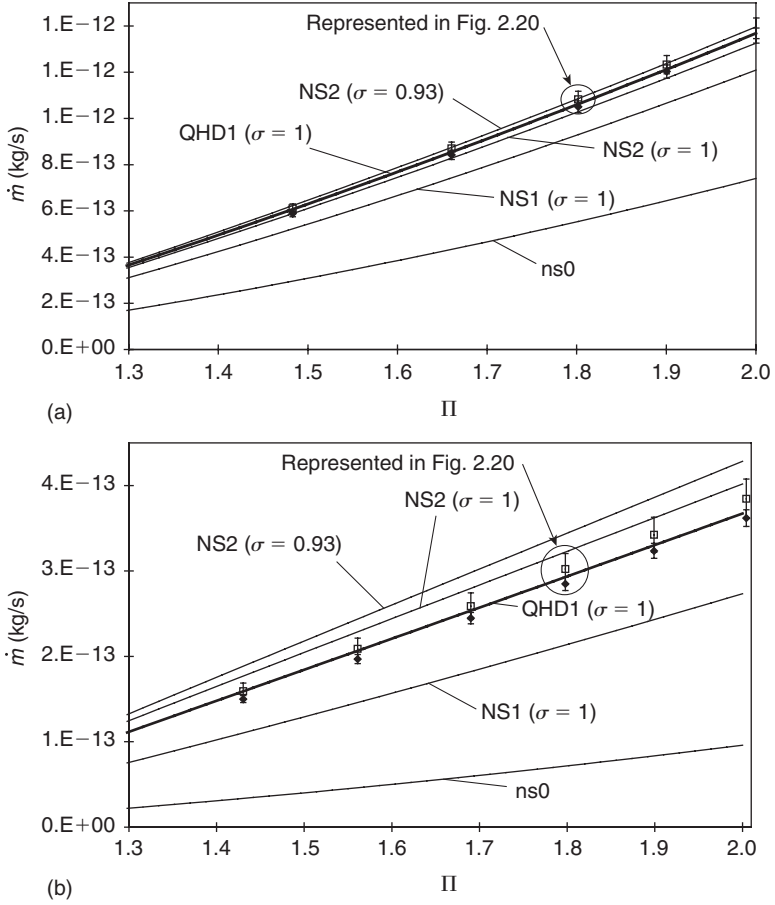 1.E-12
Represented in Fig. 2.20
1.E-12
NS2 (σ = 0.93)
1.E-12
QHD1 (σ = 1)
NS2 (σ = 1)
8.E-13
NS1 (σ = 1)
6.E-13
4.E-13
ns0
2.E-13
0.E+00
ṁ (kg/s)
1.3 1.4 1.5 1.6 1.7 1.8 1.9 2.0
(a) Π
4.E-13
Represented in Fig. 2.20
NS2 (σ = 1)
NS2 (σ = 0.93)
3.E-13
QHD1 (σ = 1)
2.E-13
NS1 (σ = 1)
1.E-13
ns0
0.E+00
ṁ (kg/s)
1.3 1.4 1.5 1.6 1.7 1.8 1.9 2.0
(b) Π